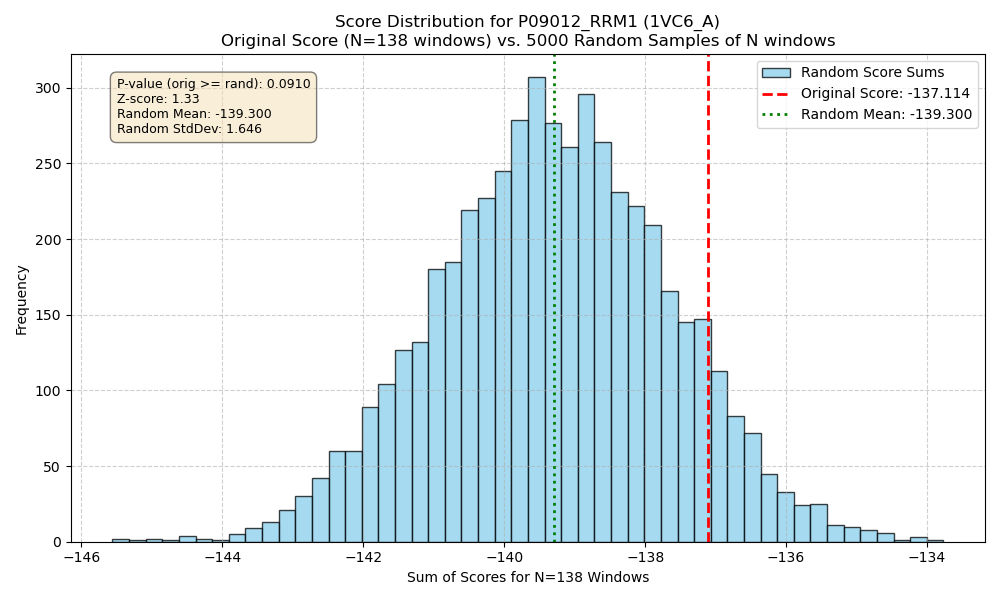 Score Distribution for P09012_RRM1 (1VC6_A)
Original Score (N=138 windows) vs. 5000 Random Samples of N windows
P-value (orig >= rand): 0.0910
Z-score: 1.33
Random Mean: -139.300
Random StdDev: 1.646
Random Score Sums
Original Score: -137.114
Random Mean: -139.300
Frequency
300
250
200
150
100
50
0
−146 −144 −142 −140 −138 −136 −134
Sum of Scores for N=138 Windows